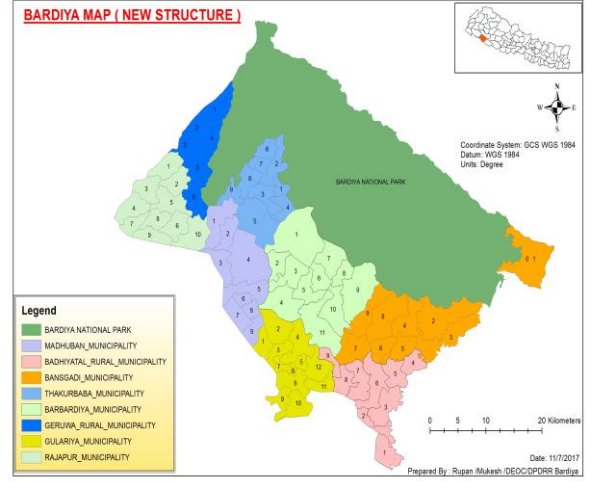 BARDIYA MAP ( NEW STRUCTURE )
N
W
E
S
Coordinate System: GCS WGS 1984
Datum: WGS 1984
Units: Degree
BARDIYA NATIONAL PARK
Legend
BARDIYA NATIONAL PARK
MADHUBAN_MUNICIPALITY
BADHIYATAL_RURAL_MUNICIPALITY
BANSGADI_MUNICIPALITY
THAKURBABA_MUNICIPALITY
BARBARDIYA_MUNICIPALITY
GERUWA_RURAL_MUNICIPALITY
GULARIYA_MUNICIPALITY
RAJAPUR_MUNICIPALITY
0 5 10 20 Kilometers
Date: 11/7/2017
Prepared By : Rupan /Mukesh /DEOC/DPDRR Bardiya